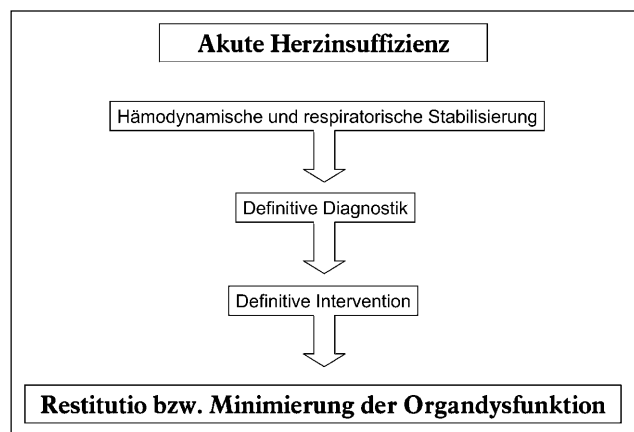 Akute Herzinsuffizienz
Hämodynamische und respiratorische Stabilisierung
Definitive Diagnostik
Definitive Intervention
Restitutio bzw. Minimierung der Organdysfunktion